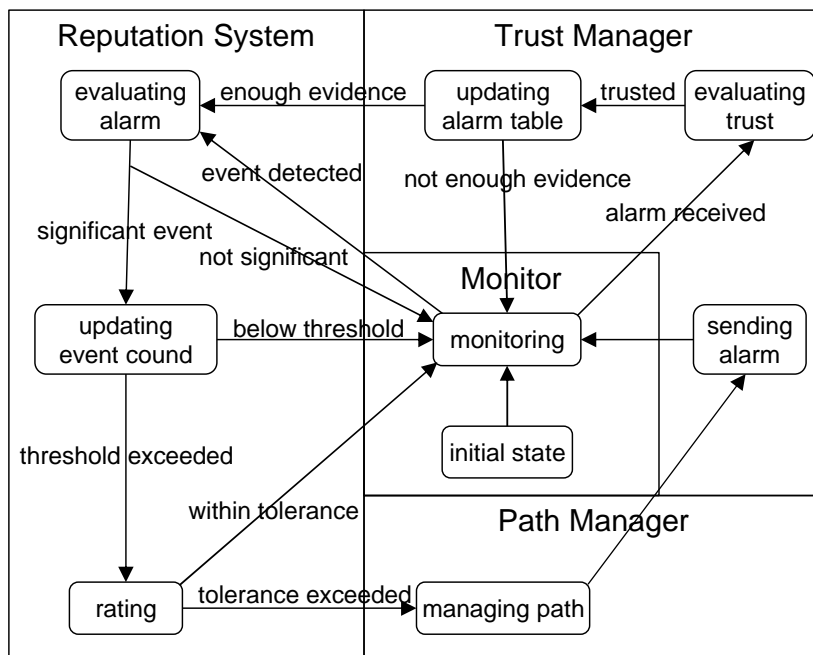 Reputation System
Trust Manager
evaluating
alarm
enough evidence
updating
alarm table
trusted
evaluating
trust
event detected
not enough evidence
alarm received
significant event
not significant
Monitor
updating
event cound
below threshold
monitoring
sending
alarm
initial state
threshold exceeded
within tolerance
Path Manager
rating
tolerance exceeded
managing path